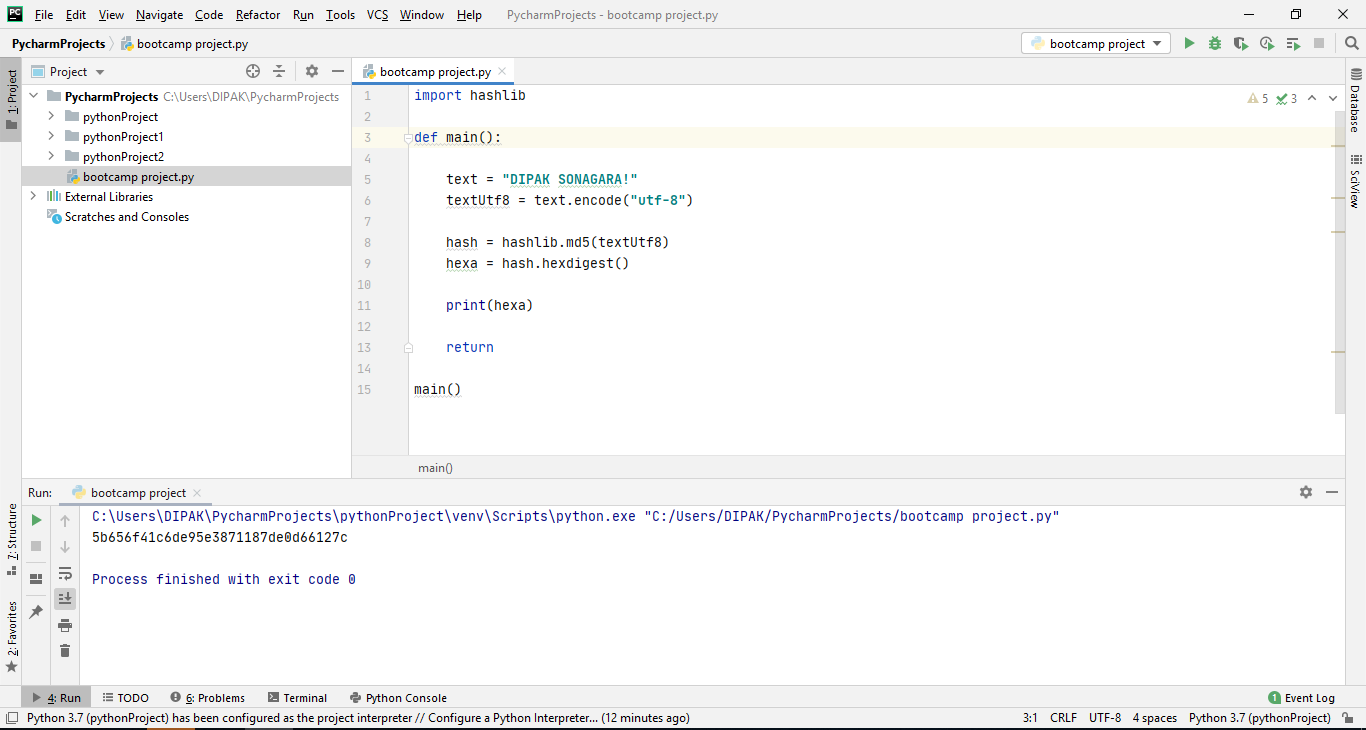 PC File Edit View Navigate Code Refactor Run Tools VCS Window Help PycharmProjects - bootcamp project.py
PycharmProjects bootcamp project.py bootcamp project
1: Project
Project
PycharmProjects C:\Users\DIPAK\PycharmProjects
pythonProject
pythonProject1
pythonProject2
bootcamp project.py
External Libraries
Scratches and Consoles
bootcamp project.py
5 3
1 import hashlib
2
3 def main():
4
5 text = "DIPAK SONAGARA!"
6 textUtf8 = text.encode("utf-8")
7
8 hash = hashlib.md5(textUtf8)
9 hexa = hash.hexdigest()
10
11 print(hexa)
12
13 return
14
15 main()
main()
Database
SciView
Run: bootcamp project
C:\Users\DIPAK\PycharmProjects\pythonProject\venv\Scripts\python.exe "C:/Users/DIPAK/PycharmProjects/bootcamp project.py"
5b656f41c6de95e3871187de0d66127c
Process finished with exit code 0
7: Structure
2: Favorites
4: Run TODO 6: Problems Terminal Python Console 1 Event Log
Python 3.7 (pythonProject) has been configured as the project interpreter // Configure a Python Interpreter... (12 minutes ago) 3:1 CRLF UTF-8 4 spaces Python 3.7 (pythonProject)